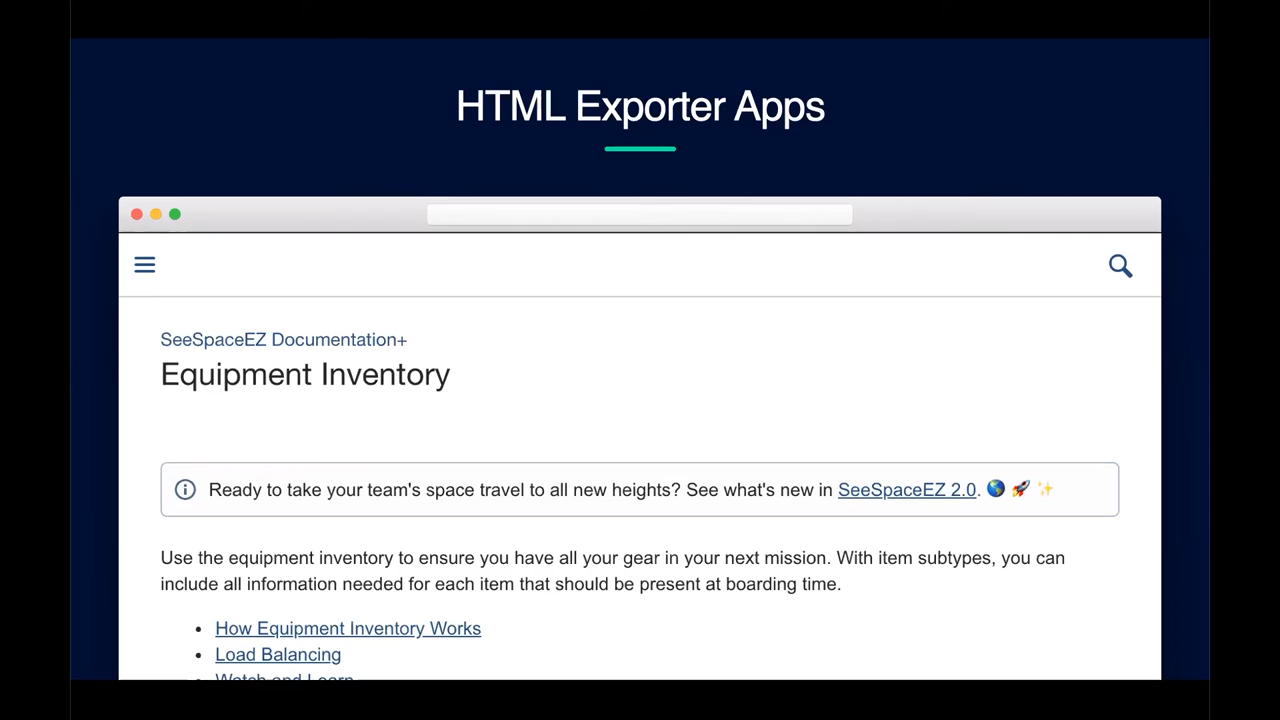 HTML Exporter Apps
SeeSpaceEZ Documentation+
Equipment Inventory
Ready to take your team's space travel to all new heights? See what's new in SeeSpaceEZ 2.0. 🌎 🚀 ✨
Use the equipment inventory to ensure you have all your gear in your next mission. With item subtypes, you can
include all information needed for each item that should be present at boarding time.
• How Equipment Inventory Works
• Load Balancing
• Watch and Learn